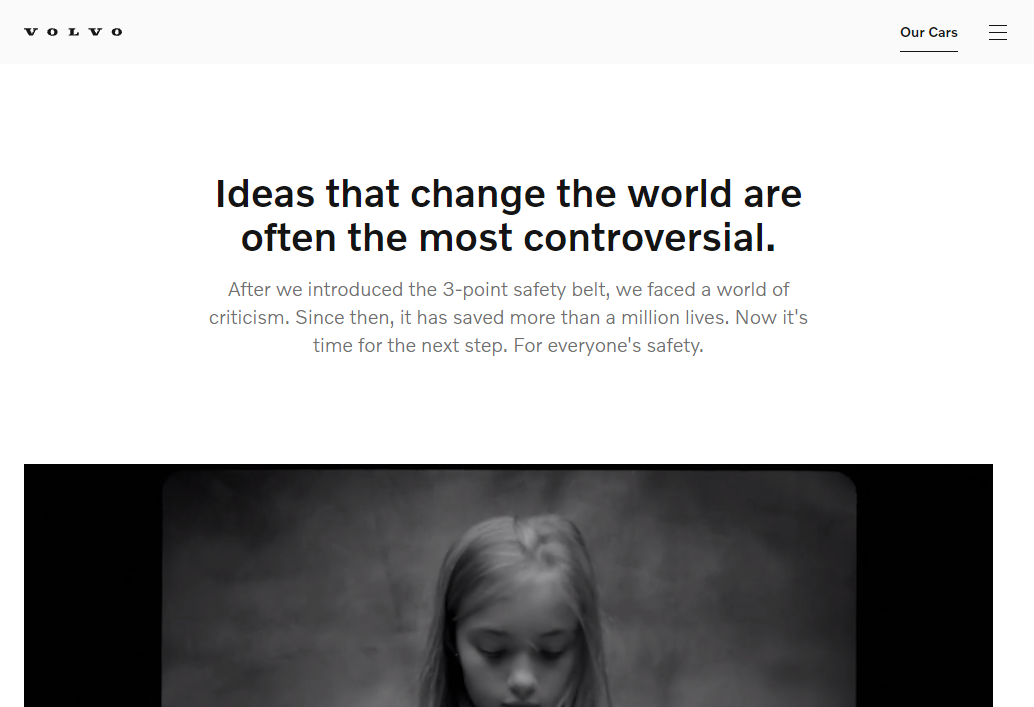 VOLVO
Our Cars
Ideas that change the world are
often the most controversial.
After we introduced the 3-point safety belt, we faced a world of
criticism. Since then, it has saved more than a million lives. Now it's
time for the next step. For everyone's safety.